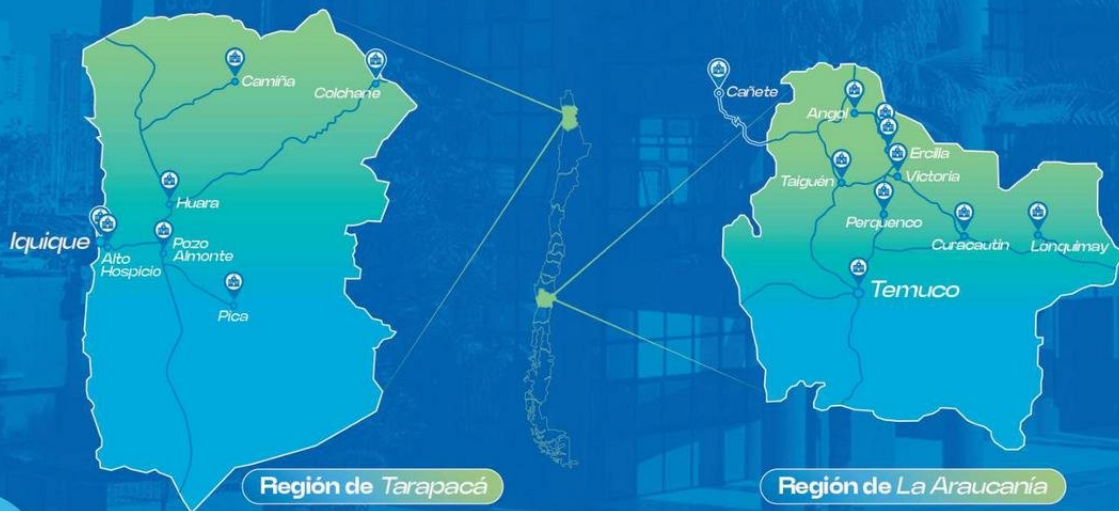 Camiña
Colchane
Huara
Iquique
Alto
Hospicio
Pozo
Almonte
Pica
Región de Tarapacá
Cañete
Angol
Ercilla
Victoria
Taiguén
Perquenco
Curacautín
Lonquimay
Temuco
Región de La Araucanía